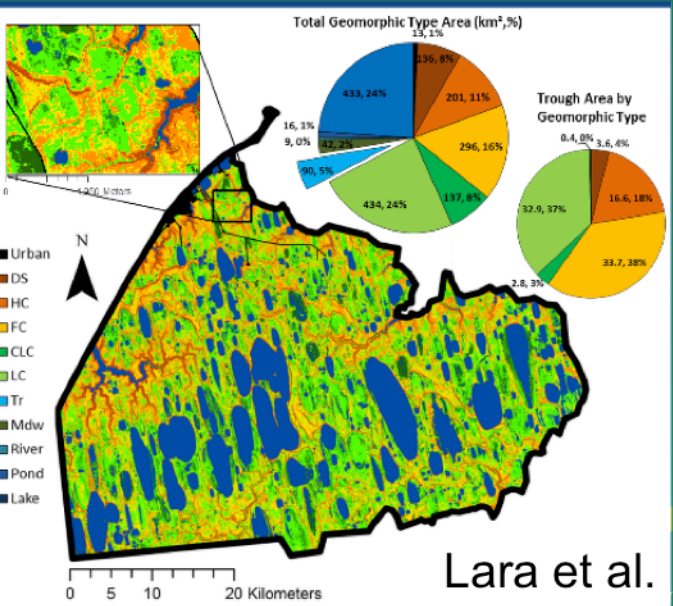 Total Geomorphic Type Area (km²,%)
13, 1%
136, 8%
201, 11%
296, 16%
137, 8%
434, 24%
90, 5%
42, 2%
9, 0%
16, 1%
433, 24%
Trough Area by
Geomorphic Type
0.4, 0%
3.6, 4%
16.6, 18%
33.7, 38%
2.8, 3%
32.9, 37%
0
Meters
N
Urban
DS
HC
FC
CLC
LC
Tr
Mdw
River
Pond
Lake
0 5 10 20 Kilometers
Lara et al.